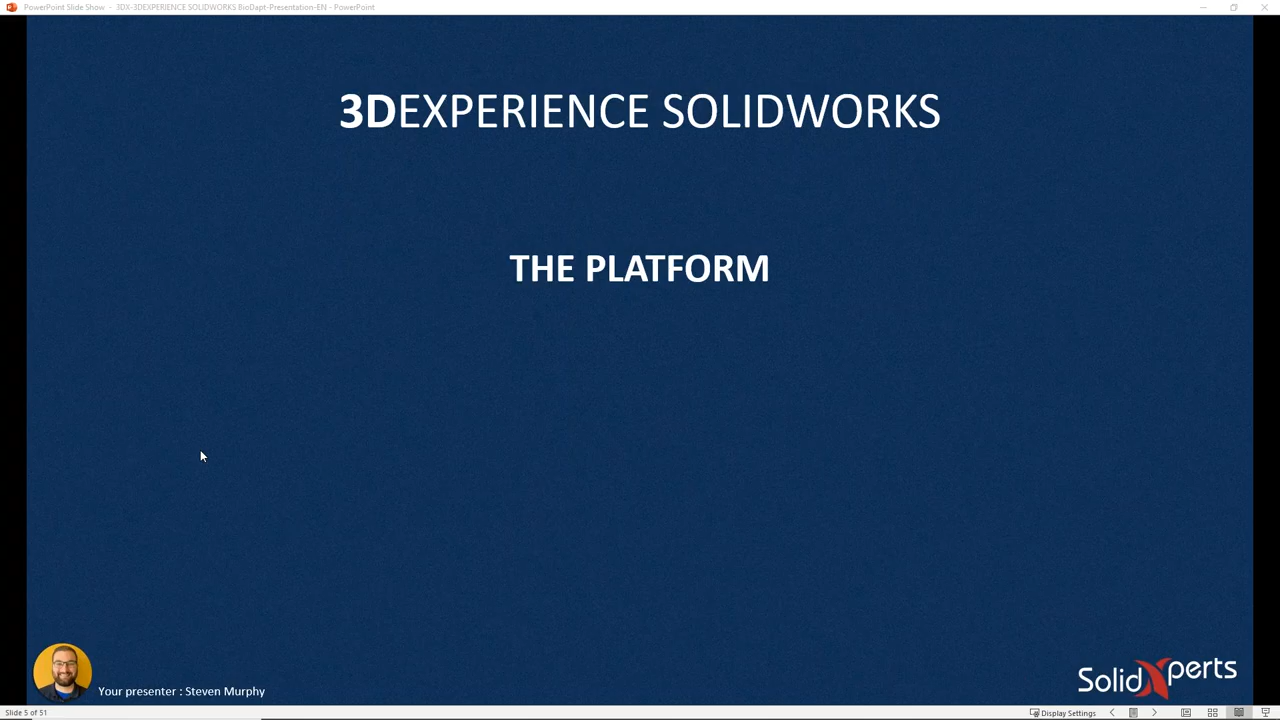 PowerPoint Slide Show - 3DX-3DEXPERIENCE SOLIDWORKS BioDapt-Presentation-EN - PowerPoint
3DEXPERIENCE SOLIDWORKS
THE PLATFORM
Your presenter : Steven Murphy
SolidXperts
Slide 5 of 51
Display Settings